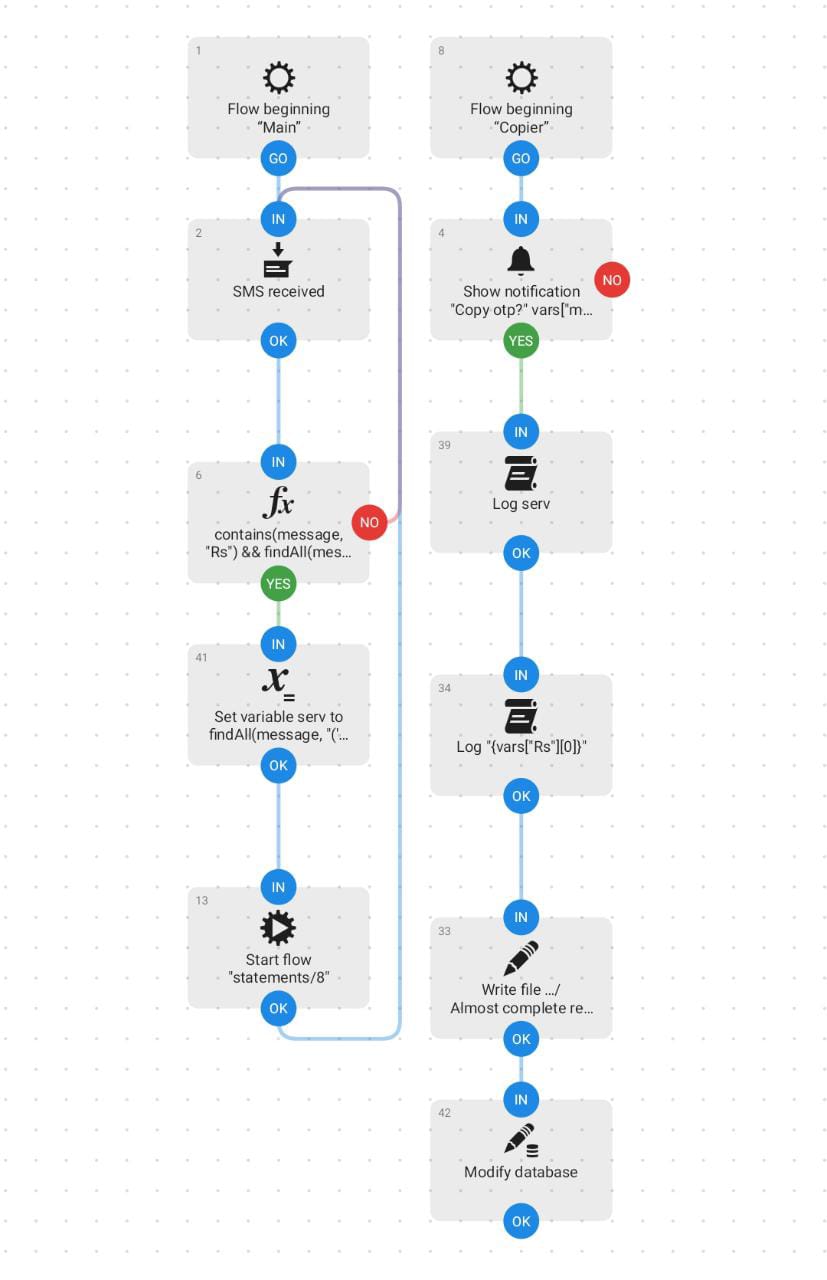 1
Flow beginning
“Main”
GO
IN
2
SMS received
OK
IN
6
contains(message,
"Rs") && findAll(mes...
NO
YES
IN
41
Set variable serv to
findAll(message, "('...
OK
IN
13
Start flow
"statements/8"
OK
8
Flow beginning
“Copier”
GO
IN
4
Show notification
"Copy otp?" vars["m...
NO
YES
IN
39
Log serv
OK
IN
34
Log "{vars["Rs"][0]}"
OK
IN
33
Write file .../
Almost complete re...
OK
IN
42
Modify database
OK